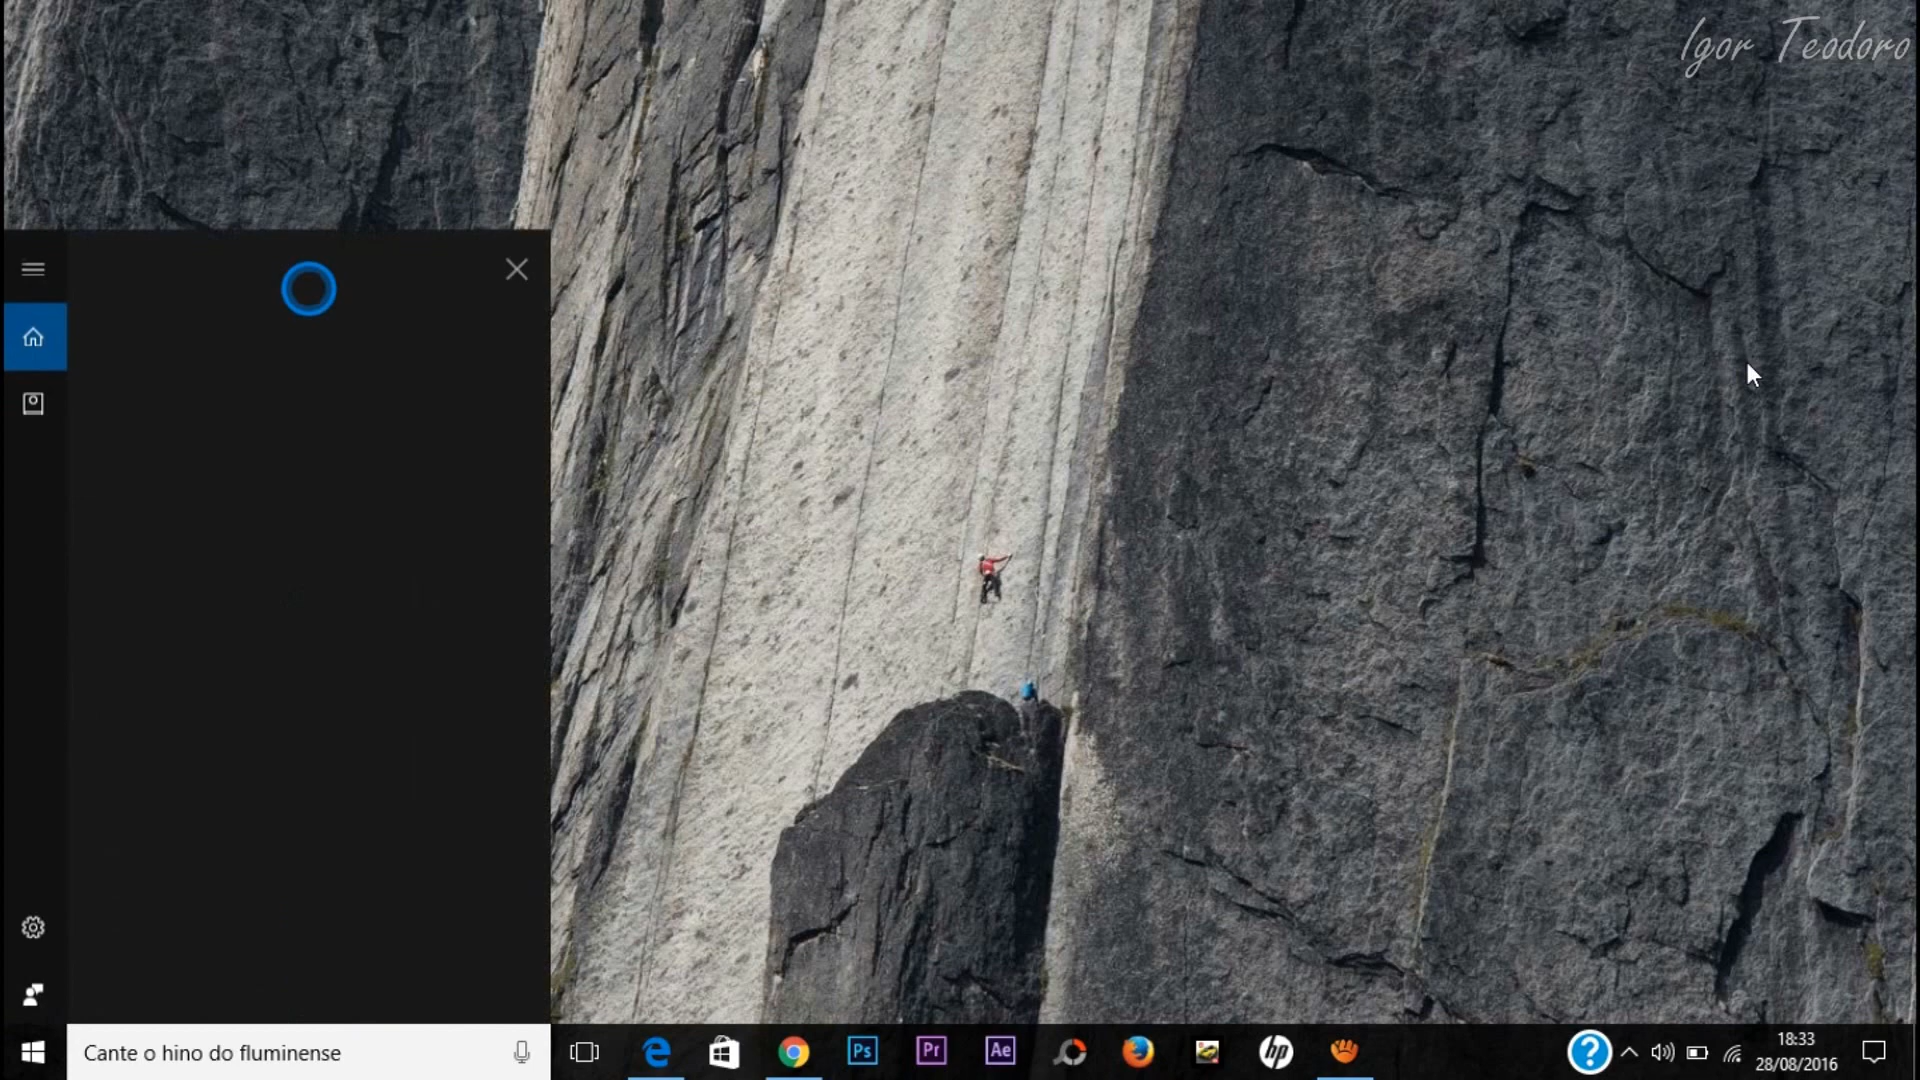 Igor Teodoro
Cante o hino do fluminense
Ps
Pr
Ae
hp
?
18:33
28/08/2016